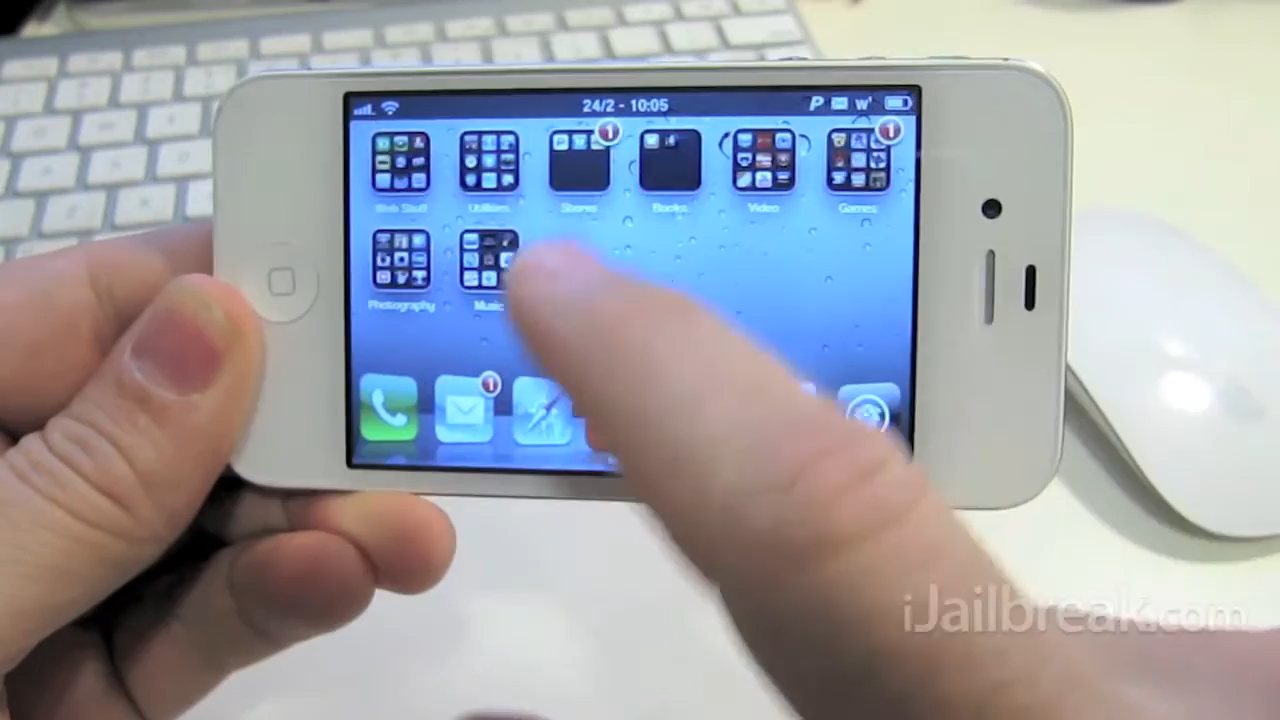 24/2 - 10:05 P W
1 1
Web Stuff Utilities Stores Books Video Games
Photography Music
1
iJailbreak.com